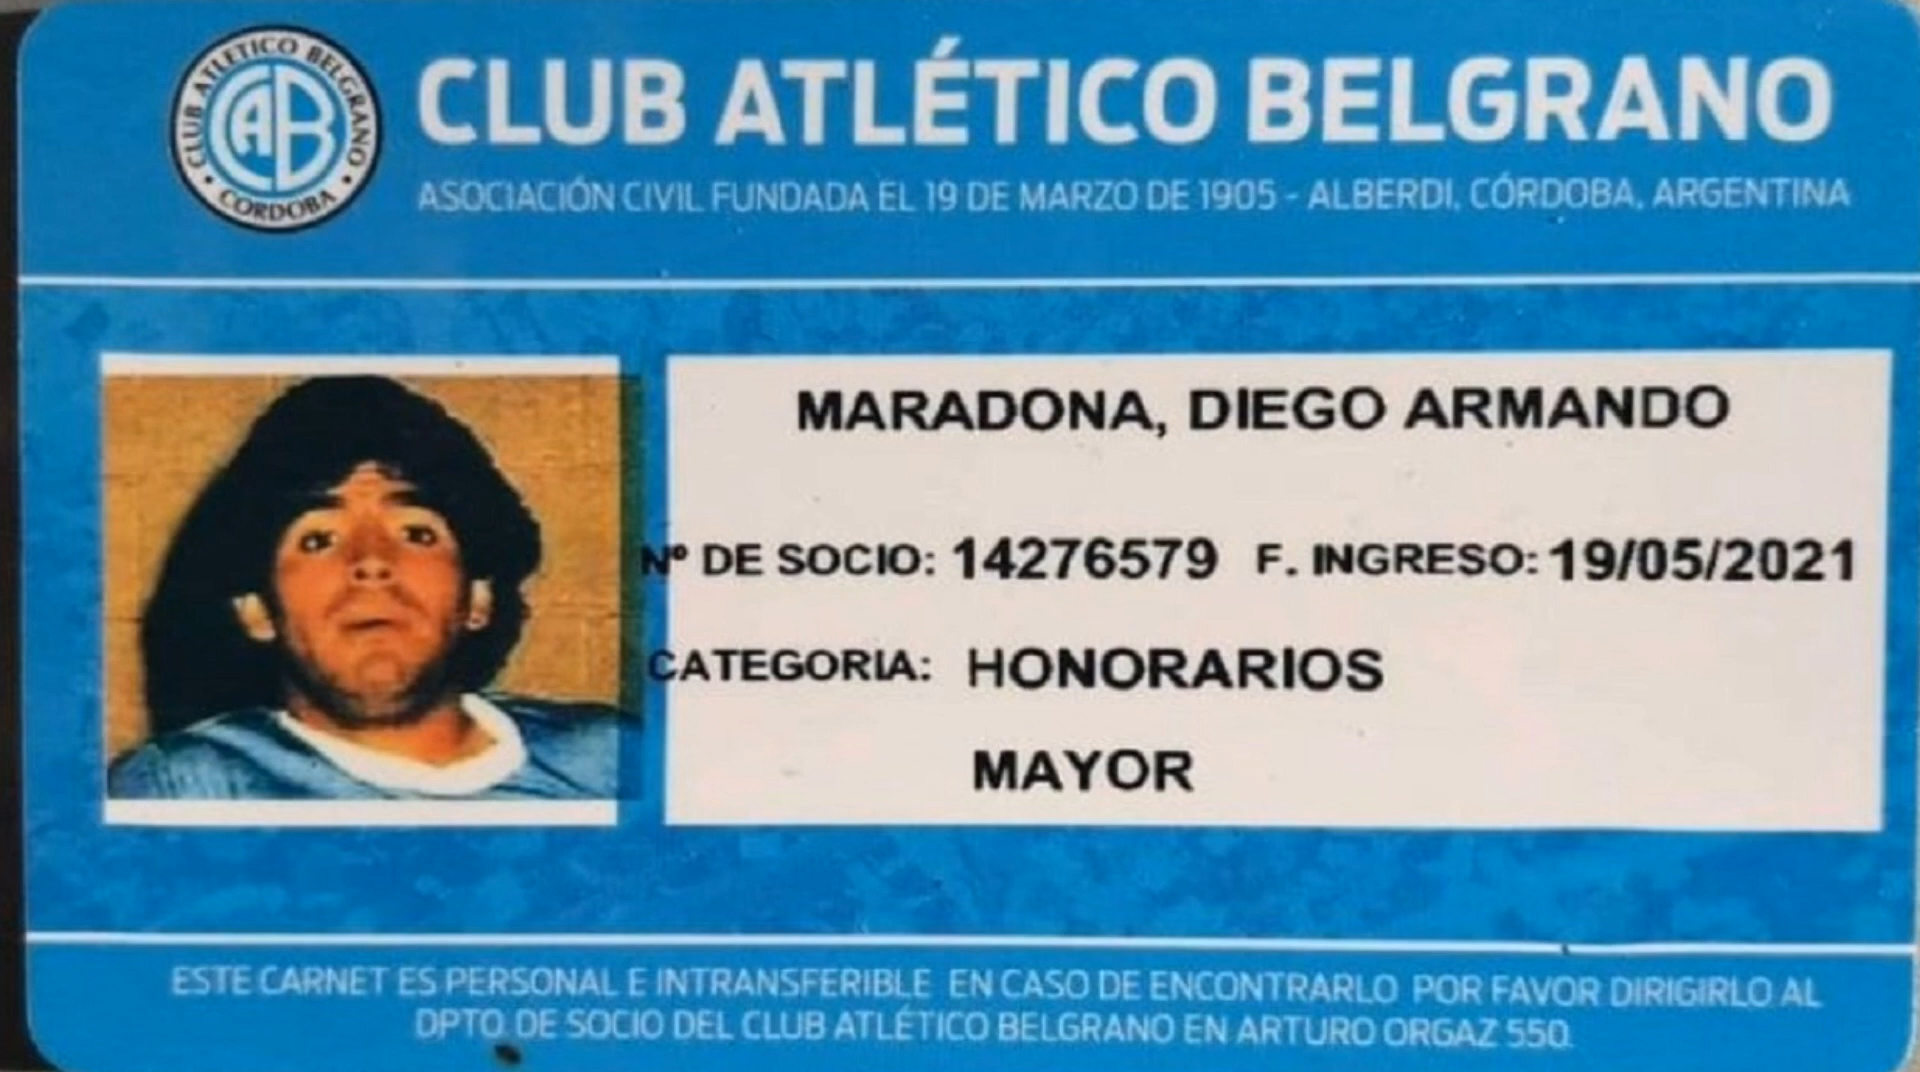 CLUB ATLETICO BELGRANO
CAB
• CORDOBA •
CLUB ATLÉTICO BELGRANO
ASOCIACIÓN CIVIL FUNDADA EL 19 DE MARZO DE 1905 - ALBERDI, CÓRDOBA, ARGENTINA
MARADONA, DIEGO ARMANDO
Nº DE SOCIO: 14276579 F. INGRESO: 19/05/2021
CATEGORIA: HONORARIOS
MAYOR
ESTE CARNET ES PERSONAL E INTRANSFERIBLE EN CASO DE ENCONTRARLO POR FAVOR DIRIGIRLO AL
DPTO DE SOCIO DEL CLUB ATLÉTICO BELGRANO EN ARTURO ORGAZ 550.